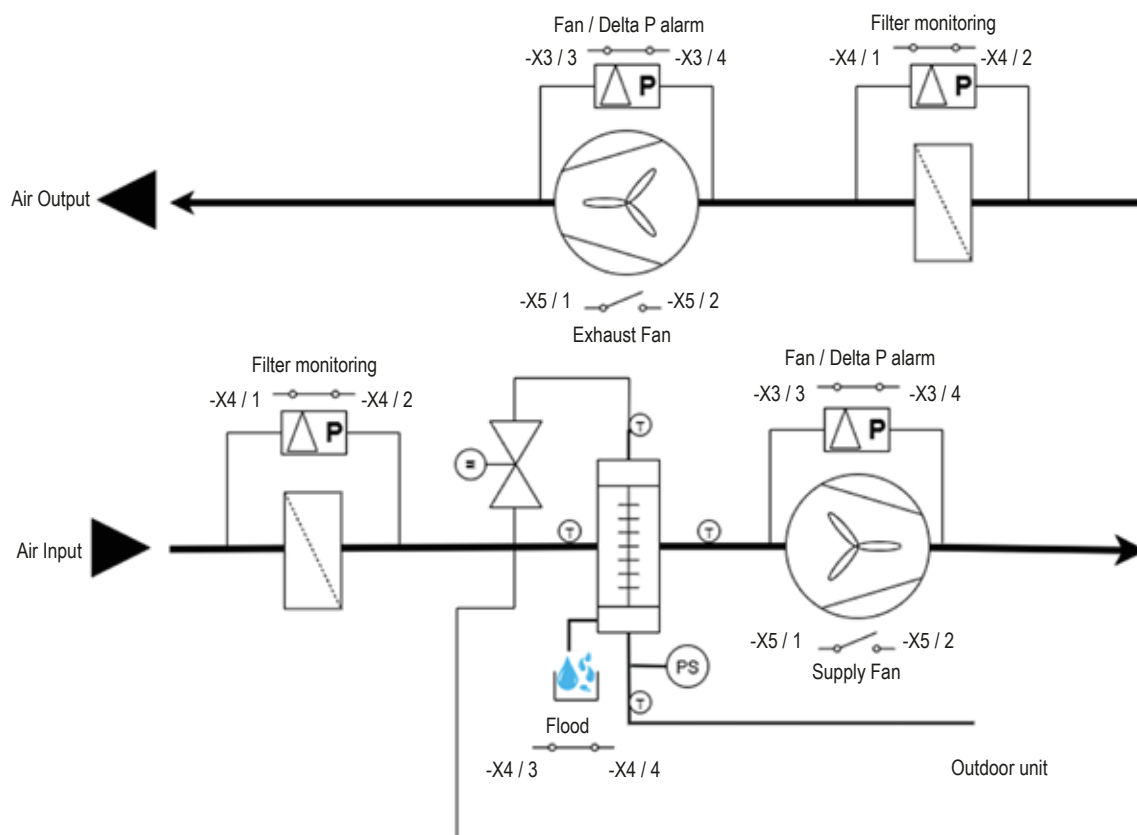 Fan / Delta P alarm
Filter monitoring
-X3 / 3
-X3 / 4
-X4 / 1
-X4 / 2
P
P
Air Output
-X5 / 1
-X5 / 2
Exhaust Fan
Filter monitoring
Fan / Delta P alarm
-X4 / 1
-X4 / 2
-X3 / 3
-X3 / 4
P
P
T
=
Air Input
T
T
-X5 / 1
-X5 / 2
PS
Supply Fan
T
Flood
-X4 / 3
-X4 / 4
Outdoor unit